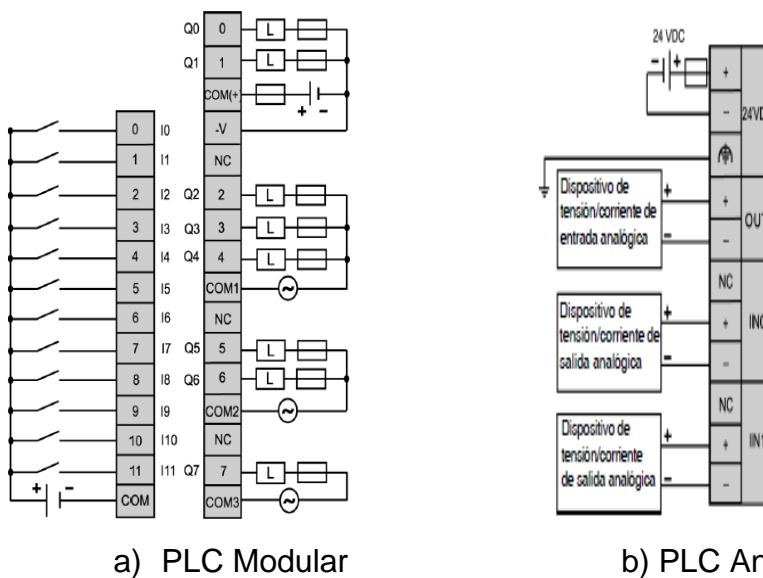 Q0 0 L
Q1 1 L
COM(+) + -
0 I0 -V
1 I1 NC
2 I2 Q2 2 L
3 I3 Q3 3 L
4 I4 Q4 4 L
5 I5 COM1 ~
6 I6 NC
7 I7 Q5 5 L
8 I8 Q6 6 L
9 I9 COM2 ~
10 I10 NC
11 I11 Q7 7 L
+ - COM COM3 ~
a) PLC Modular
24 VDC
- + +
-
Dispositivo de
tensión/corriente de
entrada analógica
+ +
- -
NC
Dispositivo de
tensión/corriente de
salida analógica
+ +
- -
NC
Dispositivo de
tensión/corriente
de salida analógica
+ +
- -
b) PLC An